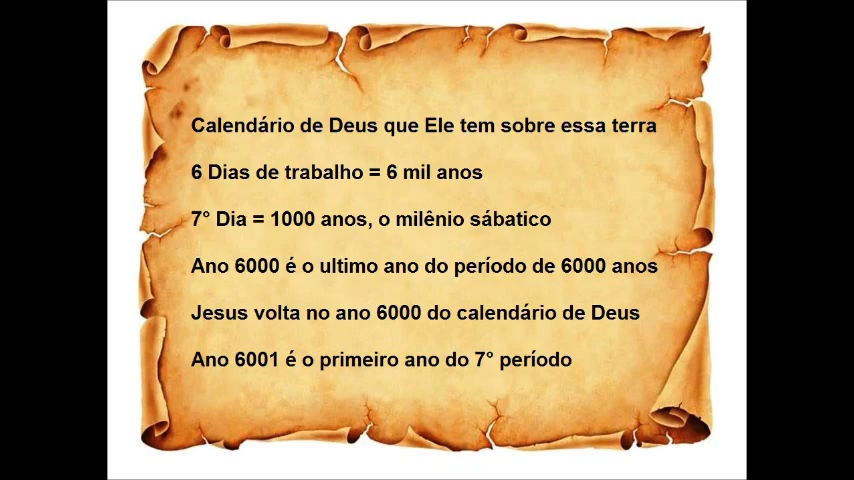 Calendário de Deus que Ele tem sobre essa terra
6 Dias de trabalho = 6 mil anos
7° Dia = 1000 anos, o milênio sábatico
Ano 6000 é o ultimo ano do período de 6000 anos
Jesus volta no ano 6000 do calendário de Deus
Ano 6001 é o primeiro ano do 7° período